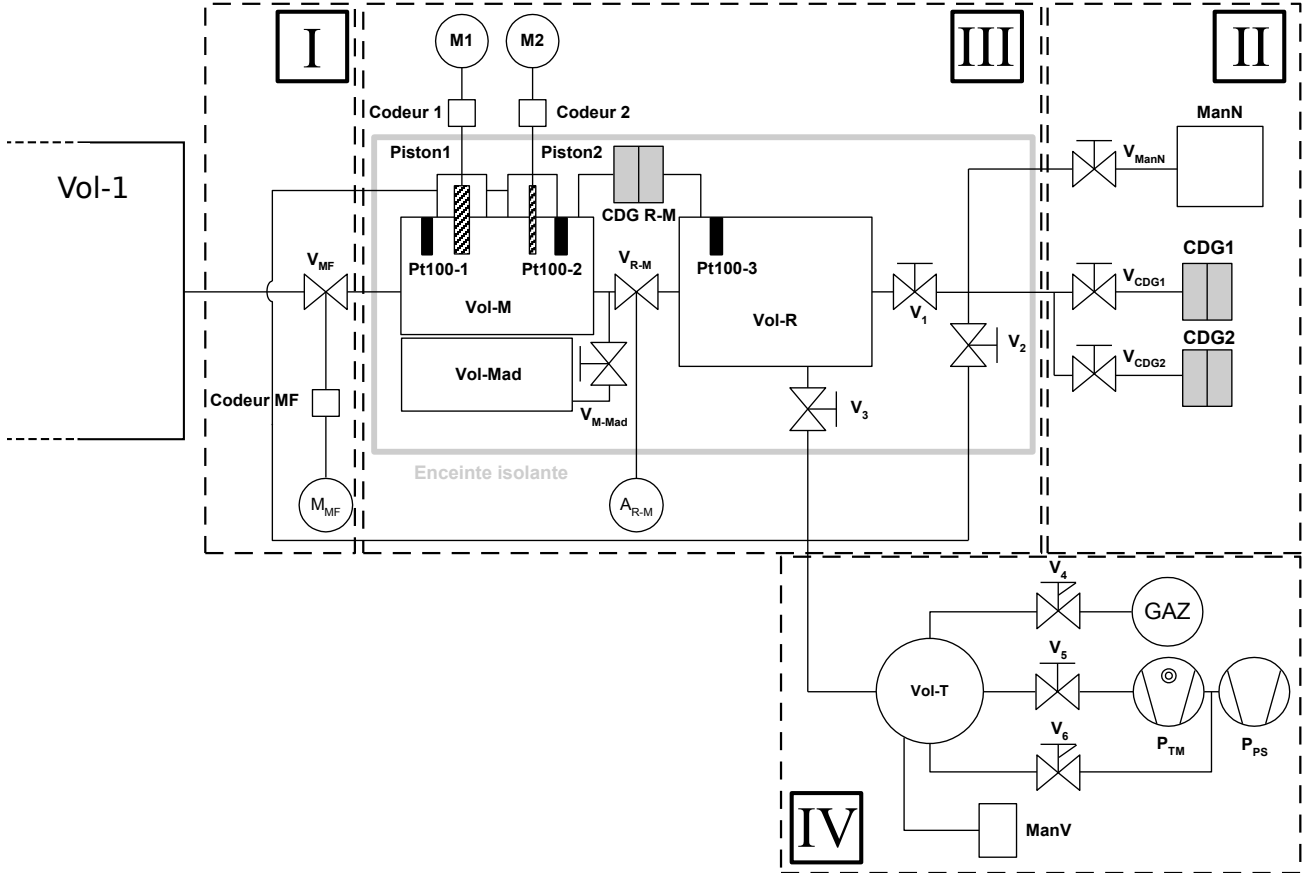 I
III
II
M1
M2
Codeur 1
Codeur 2
ManN
Piston1
Piston2
V_ManN
Vol-1
CDG R-M
CDG1
V_MF
Pt100-1
Pt100-2
V_R-M
Pt100-3
V_CDG1
Vol-M
Vol-R
V_1
V_2
CDG2
Vol-Mad
V_CDG2
Codeur MF
V_M-Mad
V_3
Enceinte isolante
M_MF
A_R-M
V_4
GAZ
V_5
Vol-T
V_6
P_TM
P_PS
IV
ManV